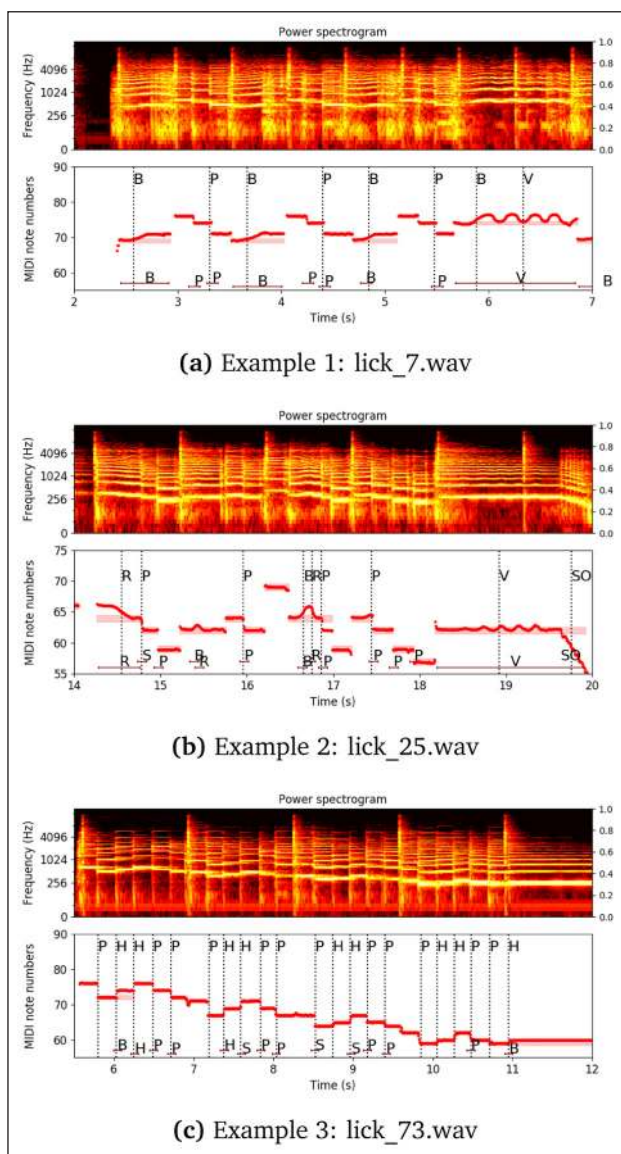 Power spectrogram
Frequency (Hz)
4096
1024
256
0
1.0
0.8
0.6
0.4
0.2
0.0
MIDI note numbers
90
80
70
60
B P B P B P B V
B P P B P P B P V B
2 3 4 5 6 7
Time (s)
(a) Example 1: lick_7.wav
Power spectrogram
Frequency (Hz)
4096
1024
256
0
1.0
0.8
0.6
0.4
0.2
0.0
MIDI note numbers
75
70
65
60
55
R P P B R P P V SO
R S P B R P B R P P P P V SO
14 15 16 17 18 19 20
Time (s)
(b) Example 2: lick_25.wav
Power spectrogram
Frequency (Hz)
4096
1024
256
0
1.0
0.8
0.6
0.4
0.2
0.0
MIDI note numbers
90
80
70
60
P H H P P P H H P P P H H P P P H H P P H
B H P P H S P P S S P P P B
6 7 8 9 10 11 12
Time (s)
(c) Example 3: lick_73.wav